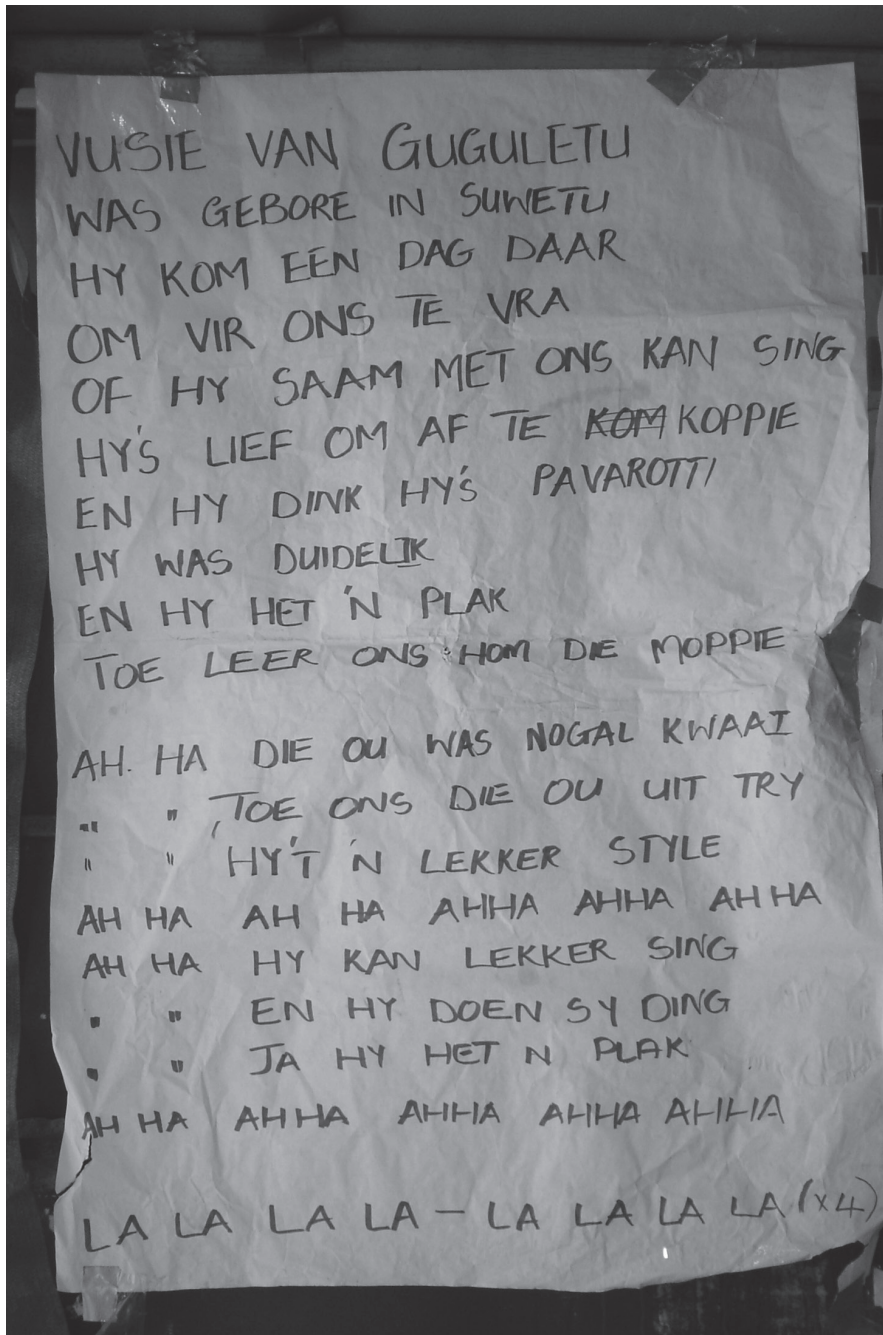 VUSIE VAN GUGULETU
WAS GEBORE IN SUWETU
HY KOM EÉN DAG DAAR
OM VIR ONS TE VRA
OF HY SAAM MET ONS KAN SING
HY'S LIEF OM AF TE KOM KOPPIE
EN HY DINK HY'S PAVAROTTI
HY WAS DUIDELIK
EN HY HET 'N PLAK
TOE LEER ONS HOM DIE MOPPIE
AH. HA DIE OU WAS NOGAL KWAAI
" " TOE ONS DIE OU UIT TRY
" " HY'T 'N LEKKER STYLE
AH HA AH HA AHHA AHHA AH HA
AH HA HY KAN LEKKER SING
" " EN HY DOEN SY DING
" " JA HY HET N PLAK
AH HA AHHA AHHA AHHA AHHA
LA LA LA LA - LA LA LA LA (x4)